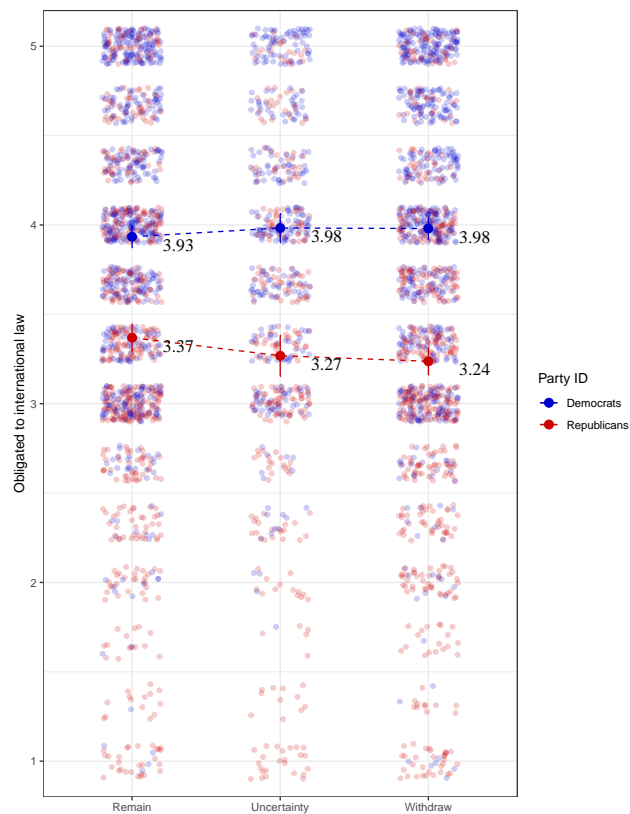 5
4
3
2
1
Obligated to international law
3.93
3.98
3.98
3.37
3.27
3.24
Remain
Uncertainty
Withdraw
Party ID
Democrats
Republicans